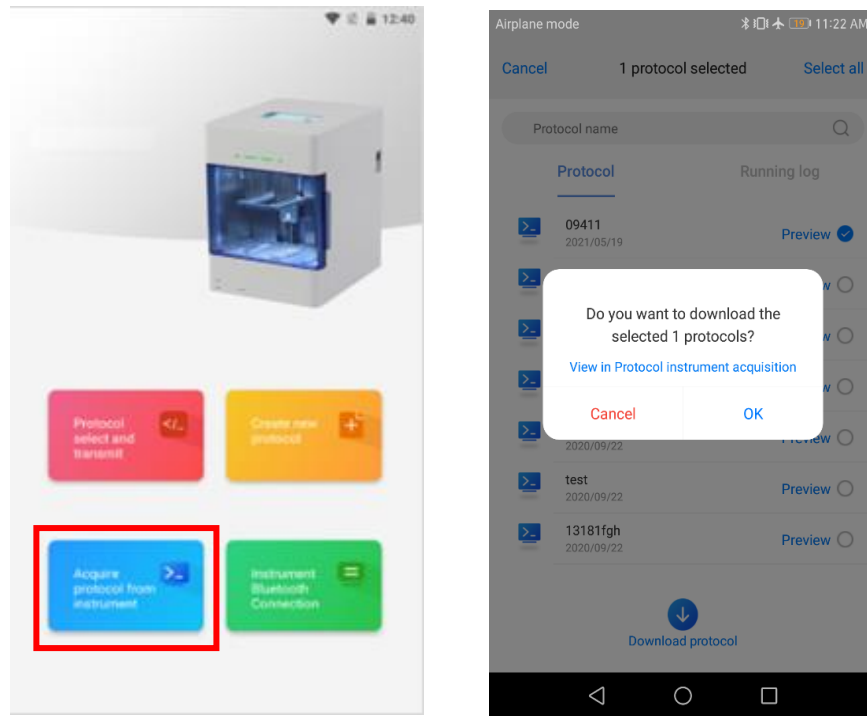 12:40
Protocol
select and
transmit
</_
Create new
protocol
Acquire
protocol from
instrument
>_
Instrument
Bluetooth
Connection
Airplane mode
19
11:22 AM
Cancel
1 protocol selected
Select all
Protocol name
Protocol
Running log
09411
2021/05/19
Preview
Do you want to download the
selected 1 protocols?
View in Protocol instrument acquisition
Cancel
OK
2020/09/22
test
2020/09/22
Preview
13181fgh
2020/09/22
Preview
Download protocol